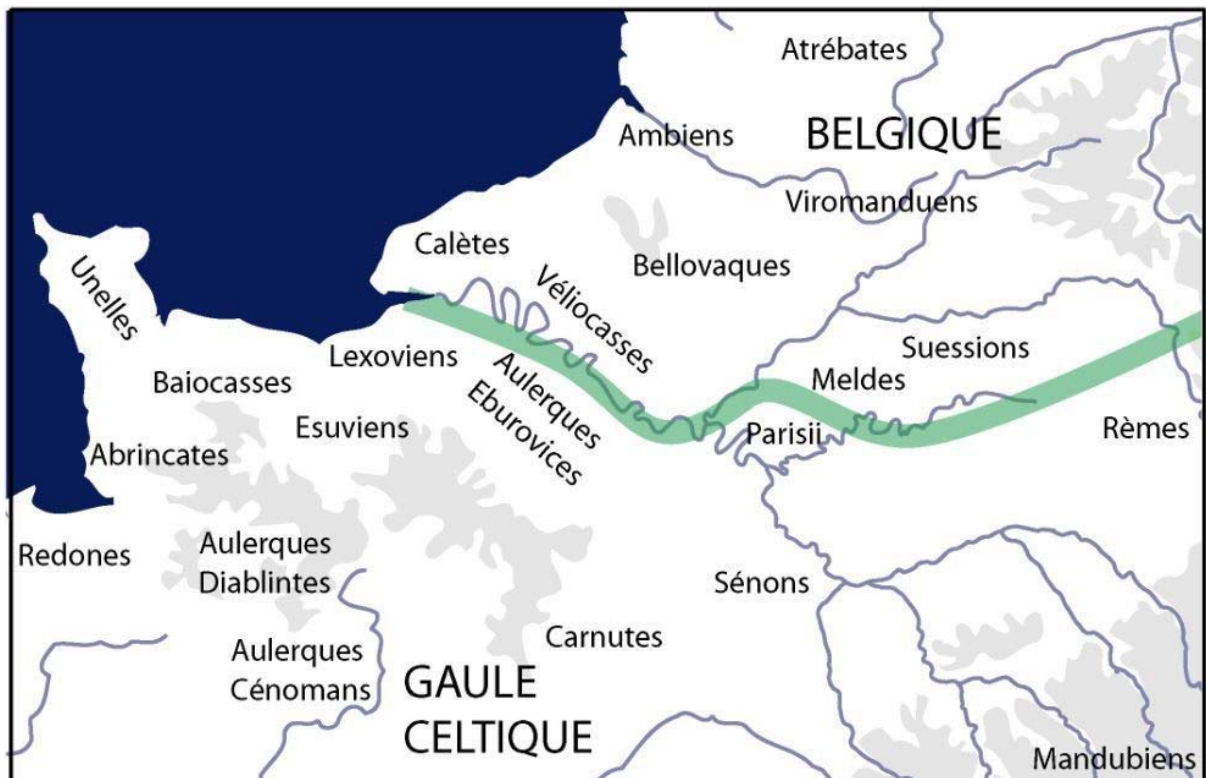 Atrébates
Ambiens
BELGIQUE
Viromanduens
Calètes
Unelles
Véliocasses
Bellovaques
Lexoviens
Suessions
Baiocasses
Aulerques
Eburovices
Meldes
Esuviens
Parisii
Rèmes
Abrincates
Redones
Aulerques
Diablintes
Sénons
Aulerques
Cénomans
Carnutes
GAULE
CELTIQUE
Mandubiens